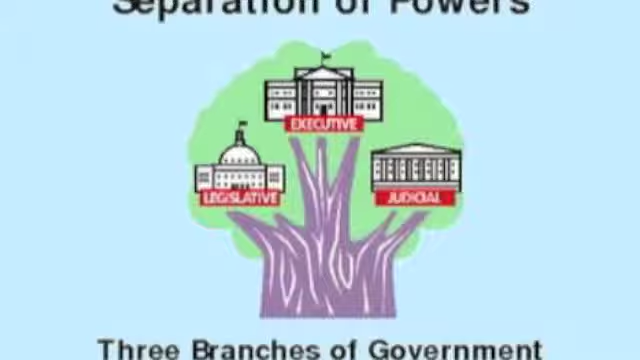 Separation of Powers
EXECUTIVE
LEGISLATIVE
JUDICIAL
Three Branches of Government